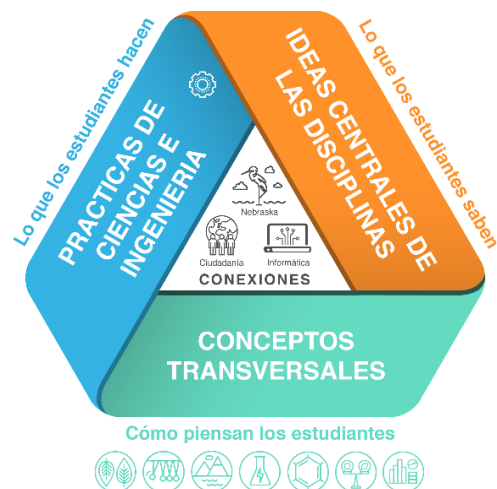 Lo que los estudiantes hacen
PRACTICAS DE
CIENCIAS E
INGENIERIA
Lo que los estudiantes saben
IDEAS CENTRALES DE
LAS DISCIPLINAS
Nebraska
Ciudadanía
Informática
CONEXIONES
CONCEPTOS
TRANSVERSALES
Cómo piensan los estudiantes